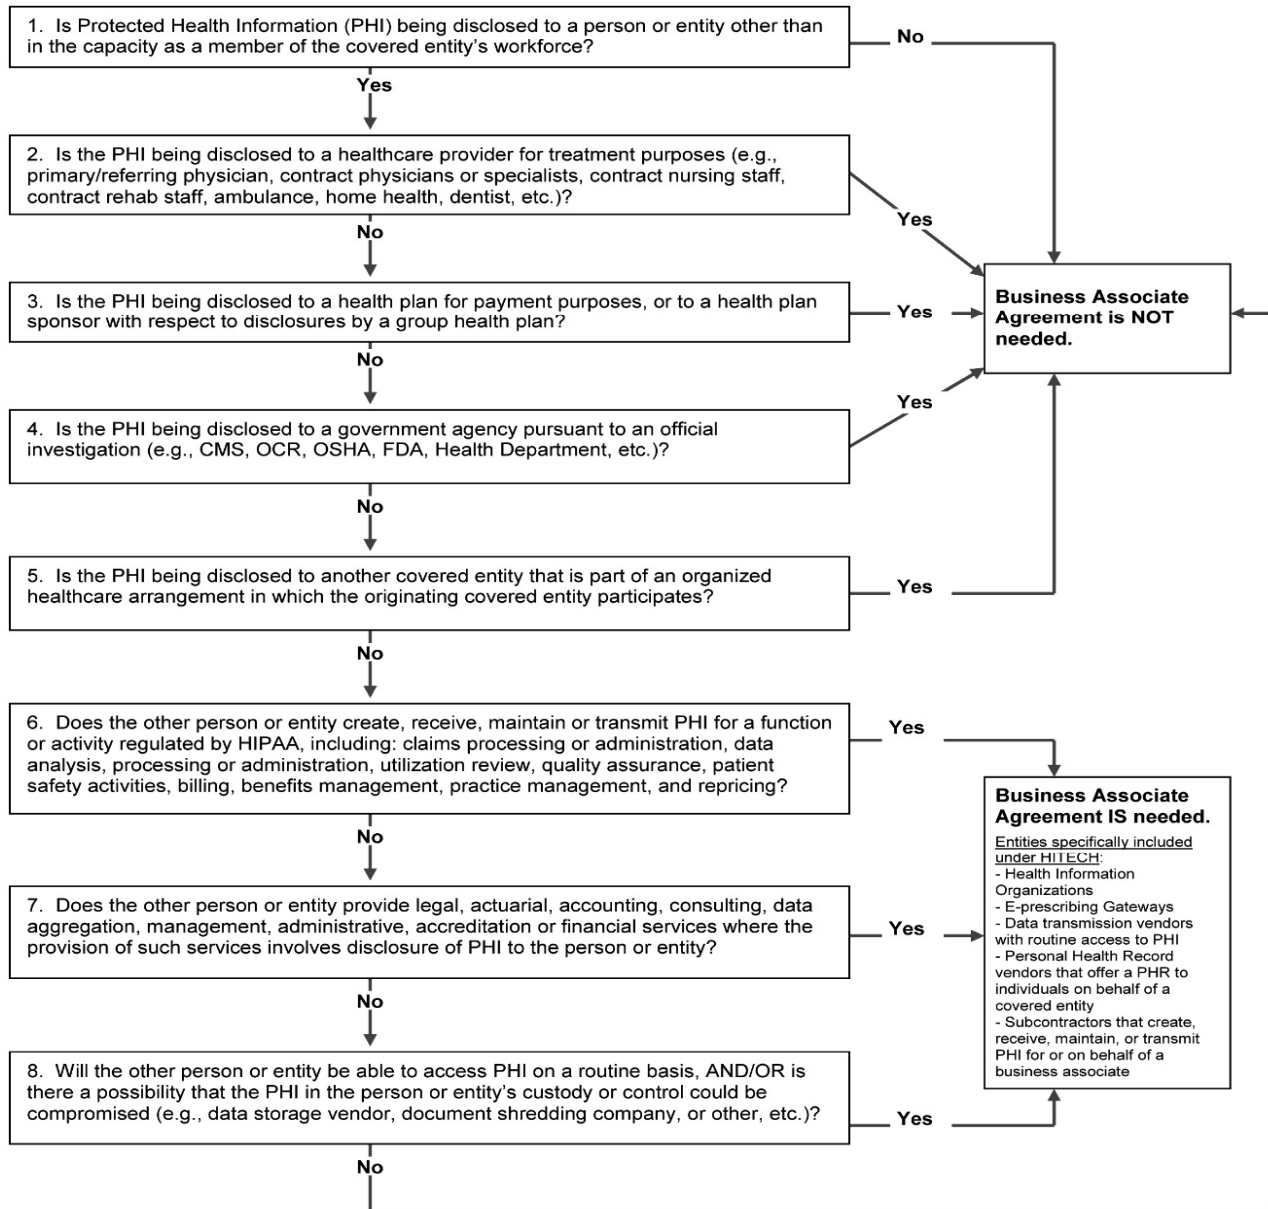 1. Is Protected Health Information (PHI) being disclosed to a person or entity other than
in the capacity as a member of the covered entity's workforce?
No
Yes
2. Is the PHI being disclosed to a healthcare provider for treatment purposes (e.g.,
primary/referring physician, contract physicians or specialists, contract nursing staff,
contract rehab staff, ambulance, home health, dentist, etc.)?
Yes
No
3. Is the PHI being disclosed to a health plan for payment purposes, or to a health plan
sponsor with respect to disclosures by a group health plan?
Yes
Business Associate
Agreement is NOT
needed.
No
4. Is the PHI being disclosed to a government agency pursuant to an official
investigation (e.g., CMS, OCR, OSHA, FDA, Health Department, etc.)?
Yes
No
5. Is the PHI being disclosed to another covered entity that is part of an organized
healthcare arrangement in which the originating covered entity participates?
Yes
No
6. Does the other person or entity create, receive, maintain or transmit PHI for a function
or activity regulated by HIPAA, including: claims processing or administration, data
analysis, processing or administration, utilization review, quality assurance, patient
safety activities, billing, benefits management, practice management, and repricing?
Yes
No
Business Associate
Agreement IS needed.
Entities specifically included
under HITECH:
- Health Information
Organizations
- E-prescribing Gateways
- Data transmission vendors
with routine access to PHI
- Personal Health Record
vendors that offer a PHR to
individuals on behalf of a
covered entity
- Subcontractors that create,
receive, maintain, or transmit
PHI for or on behalf of a
business associate
7. Does the other person or entity provide legal, actuarial, accounting, consulting, data
aggregation, management, administrative, accreditation or financial services where the
provision of such services involves disclosure of PHI to the person or entity?
Yes
No
8. Will the other person or entity be able to access PHI on a routine basis, AND/OR is
there a possibility that the PHI in the person or entity's custody or control could be
compromised (e.g., data storage vendor, document shredding company, or other, etc.)?
Yes
No